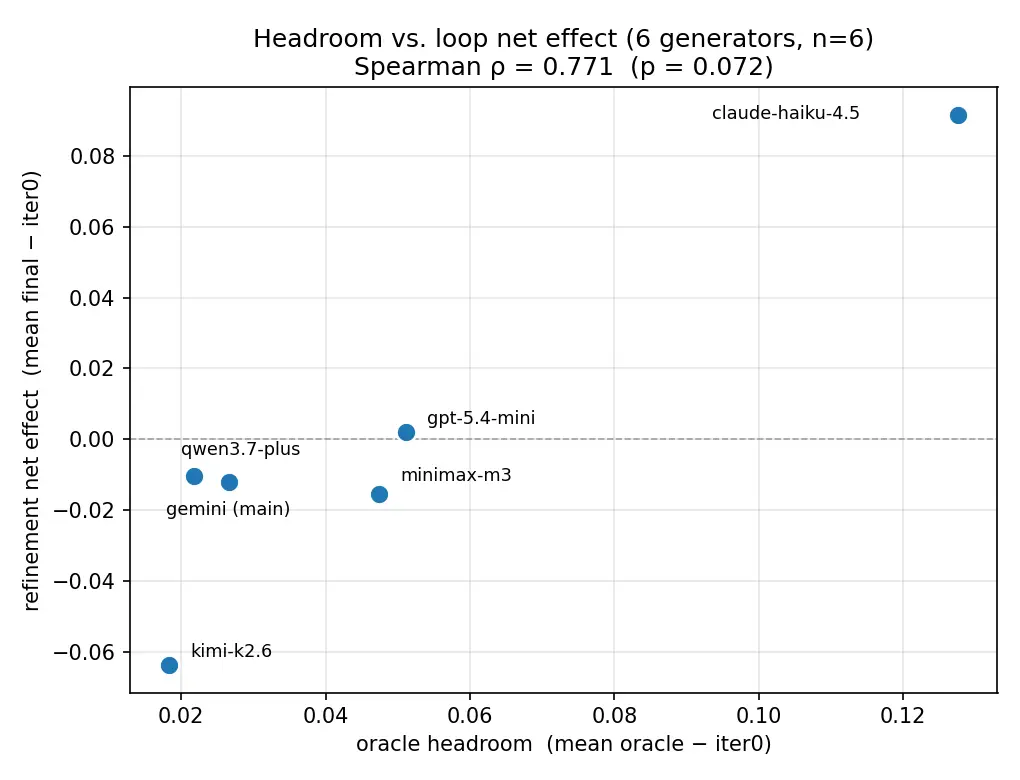 Headroom vs. loop net effect (6 generators, n=6)
Spearman ρ = 0.771 (p = 0.072)
refinement net effect (mean final − iter0)
0.08
0.06
0.04
0.02
0.00
−0.02
−0.04
−0.06
claude-haiku-4.5
gpt-5.4-mini
qwen3.7-plus
minimax-m3
gemini (main)
kimi-k2.6
0.02 0.04 0.06 0.08 0.10 0.12
oracle headroom (mean oracle − iter0)